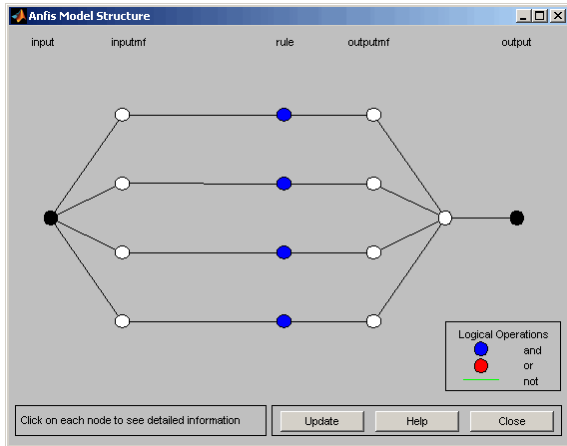 Anfis Model Structure
input inputmf rule outputmf output
Logical Operations
and
or
not
Click on each node to see detailed information
Update Help Close